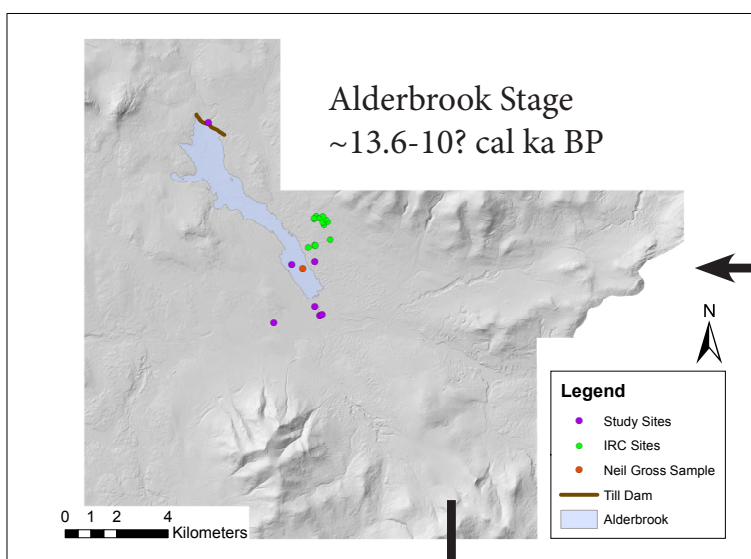 Alderbrook Stage
~13.6-10? cal ka BP
N
Legend
Study Sites
IRC Sites
Neil Gross Sample
Till Dam
Alderbrook
0 1 2 4
Kilometers